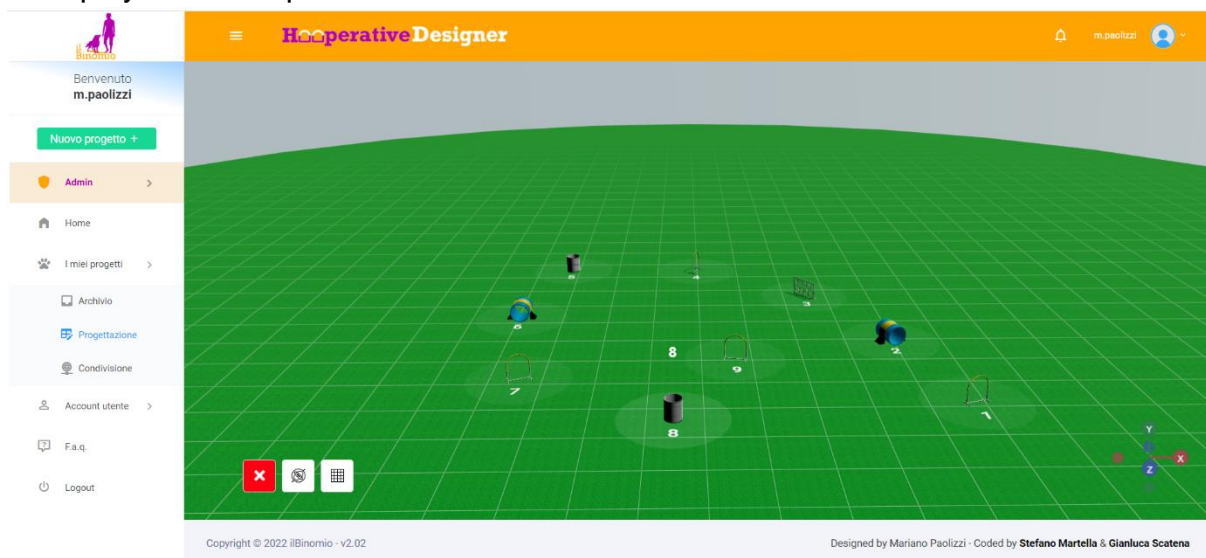 il
Binomio
HooperativeDesigner
m.paolizzi
Benvenuto
m.paolizzi
Nuovo progetto +
Admin
Home
I miei progetti
Archivio
Progettazione
Condivisione
Account utente
F.a.q.
Logout
5
4
3
6
2
8
9
7
1
8
Y
X
Z
Copyright © 2022 ilBinomio - v2.02
Designed by Mariano Paolizzi - Coded by Stefano Martella & Gianluca Scatena